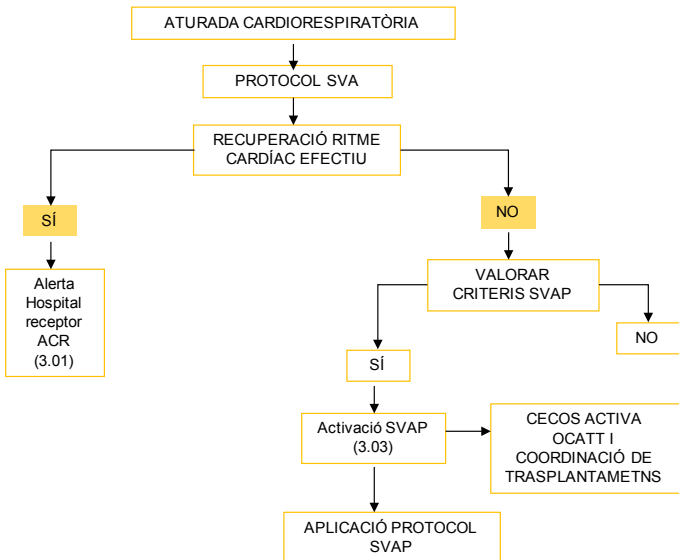 ATURADA CARDIORESPIRATÒRIA
PROTOCOL SVA
RECUPERACIÓ RITME
CARDÍAC EFECTIU
SÍ
NO
Alerta
Hospital
receptor
ACR
(3.01)
VALORAR
CRITERIS SVAP
NO
SÍ
Activació SVAP
(3.03)
CECOS ACTIVA
OCATT I
COORDINACIÓ DE
TRASPLANTAMETNS
APLICACIÓ PROTOCOL
SVAP